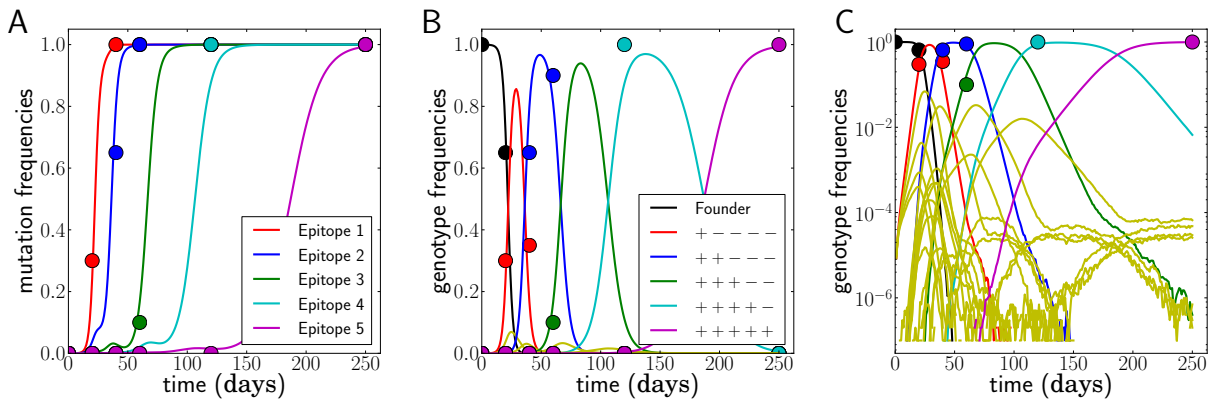 A
mutation frequencies
1.0
0.8
0.6
0.4
0.2
0.0
0
50
100
150
200
250
time (days)
Epitope 1
Epitope 2
Epitope 3
Epitope 4
Epitope 5
B
genotype frequencies
1.0
0.8
0.6
0.4
0.2
0.0
0
50
100
150
200
250
time (days)
Founder
+ − − − −
+ + − − −
+ + + − −
+ + + + −
+ + + + +
C
genotype frequencies
10⁰
10⁻²
10⁻⁴
10⁻⁶
0
50
100
150
200
250
time (days)